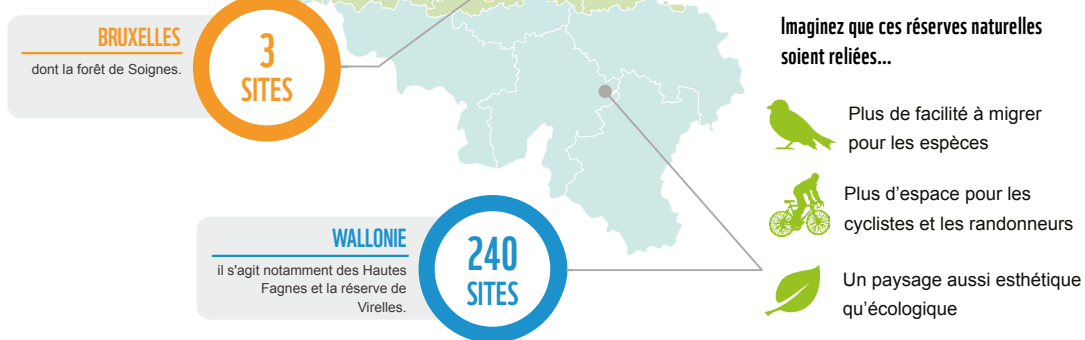 BRUXELLES
dont la forêt de Soignes.
3
SITES
WALLONIE
il s'agit notamment des Hautes
Fagnes et la réserve de
Virelles.
240
SITES
Imaginez que ces réserves naturelles
soient reliées...
Plus de facilité à migrer
pour les espèces
Plus d'espace pour les
cyclistes et les randonneurs
Un paysage aussi esthétique
qu'écologique